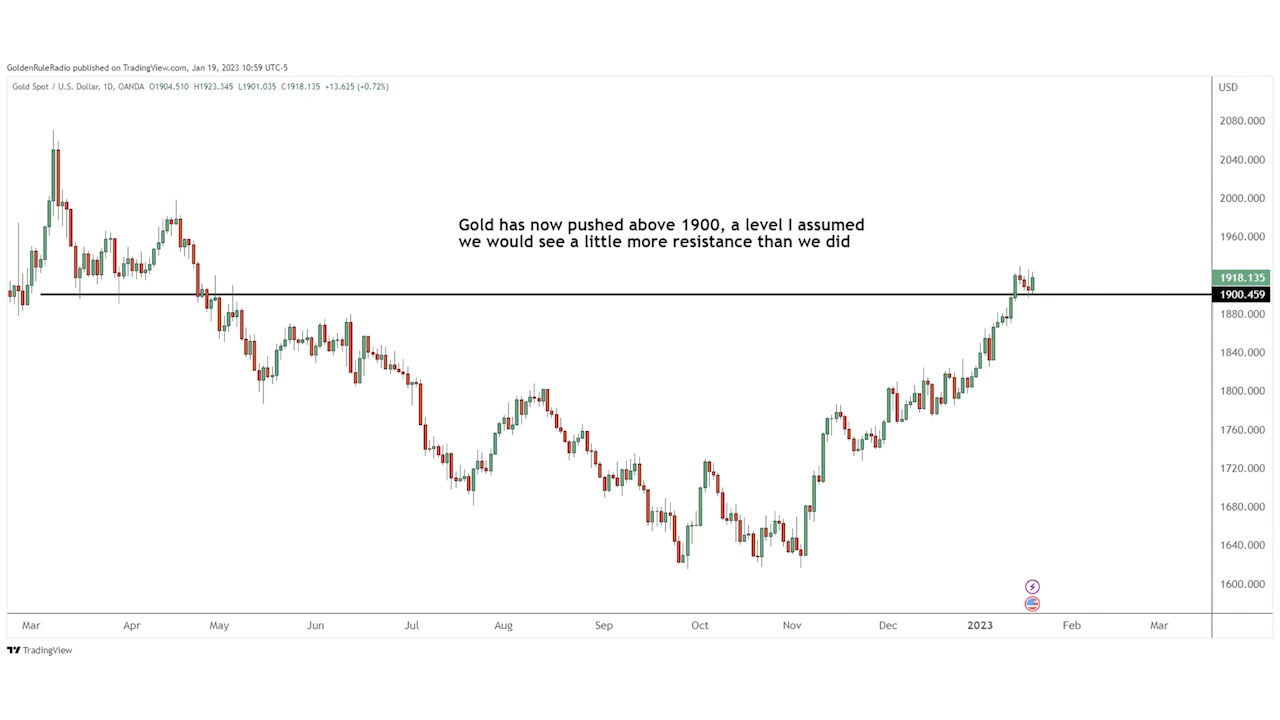 GoldenRuleRadio published on TradingView.com, Jan 19, 2023 10:59 UTC-5
Gold Spot / U.S. Dollar, 1D, OANDA O1904.510 H1923.345 L1901.035 C1918.135 +13.625 (+0.72%)
USD
2080.000
2040.000
2000.000
Gold has now pushed above 1900, a level I assumed
we would see a little more resistance than we did
1960.000
1918.135
1900.459
1880.000
1840.000
1800.000
1760.000
1720.000
1680.000
1640.000
1600.000
Mar Apr May Jun Jul Aug Sep Oct Nov Dec 2023 Feb Mar
TradingView